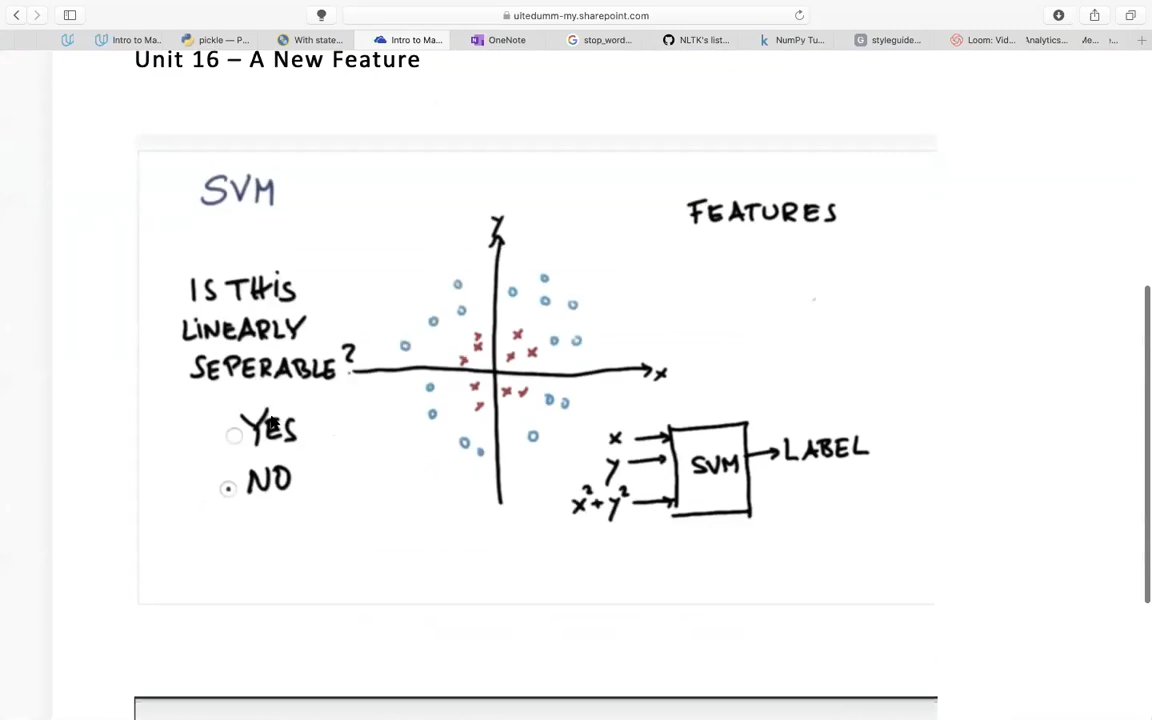 uitedumm-my.sharepoint.com
Intro to Ma..
pickle — P...
With state...
Intro to Ma...
OneNote
stop_word...
NLTK's list...
NumPy Tu...
styleguide...
Loom: Vid...
Analytics...
Me...
Unit 16 – A New Feature
SVM
FEATURES
y
IS THIS
LINEARLY
SEPERABLE?
x
YES
NO
x
y
x²+y²
SVM
LABEL